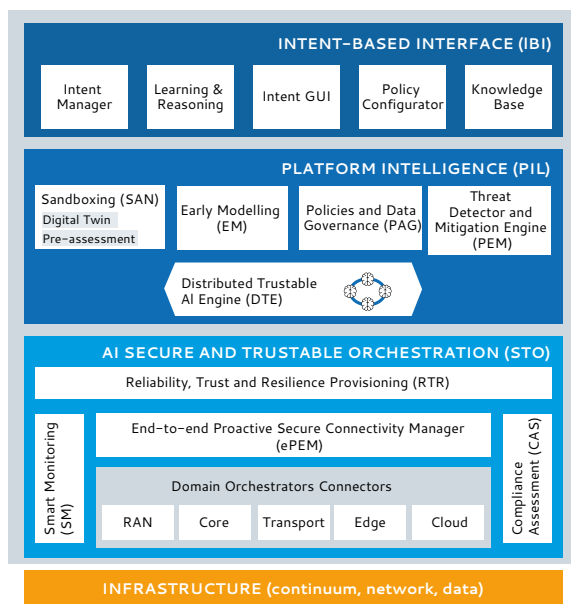 INTENT-BASED INTERFACE (IBI)
Intent
Manager
Learning &
Reasoning
Intent GUI
Policy
Configurator
Knowledge
Base
PLATFORM INTELLIGENCE (PIL)
Sandboxing (SAN)
Digital Twin
Pre-assessment
Early Modelling
(EM)
Policies and Data
Governance (PAG)
Threat
Detector and
Mitigation Engine
(PEM)
Distributed Trustable
AI Engine (DTE)
AI SECURE AND TRUSTABLE ORCHESTRATION (STO)
Reliability, Trust and Resilience Provisioning (RTR)
Smart Monitoring
(SM)
End-to-end Proactive Secure Connectivity Manager
(ePEM)
Domain Orchestrators Connectors
RAN
Core
Transport
Edge
Cloud
Compliance
Assessment (CAS)
INFRASTRUCTURE (continuum, network, data)